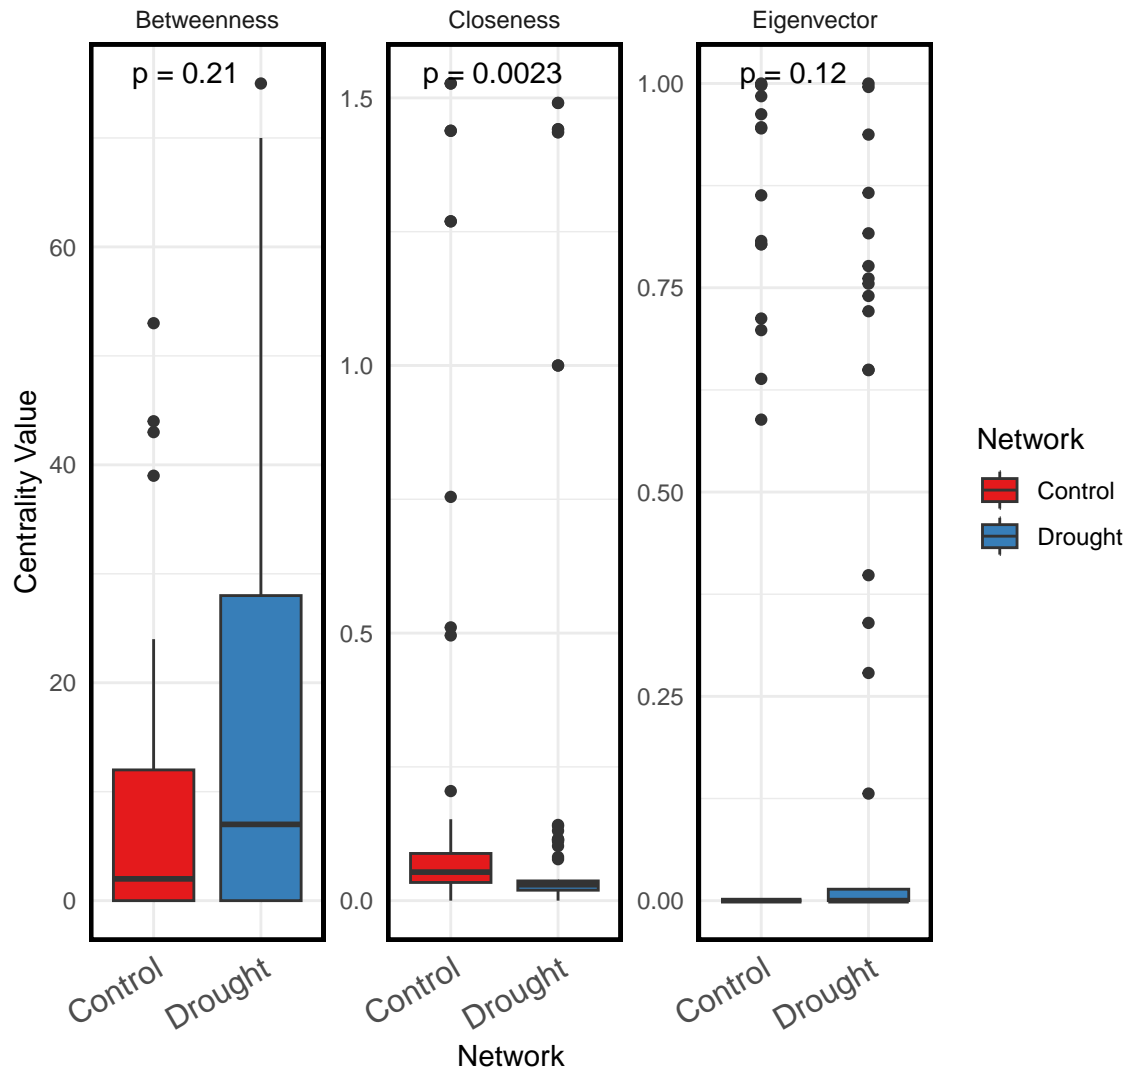 Betweenness Closeness Eigenvector
p = 0.21 p = 0.0023 p = 0.12
Centrality Value
60
40
20
0
1.5
1.0
0.5
0.0
1.00
0.75
0.50
0.25
0.00
Control Drought Control Drought Control Drought
Network
Network
Control
Drought